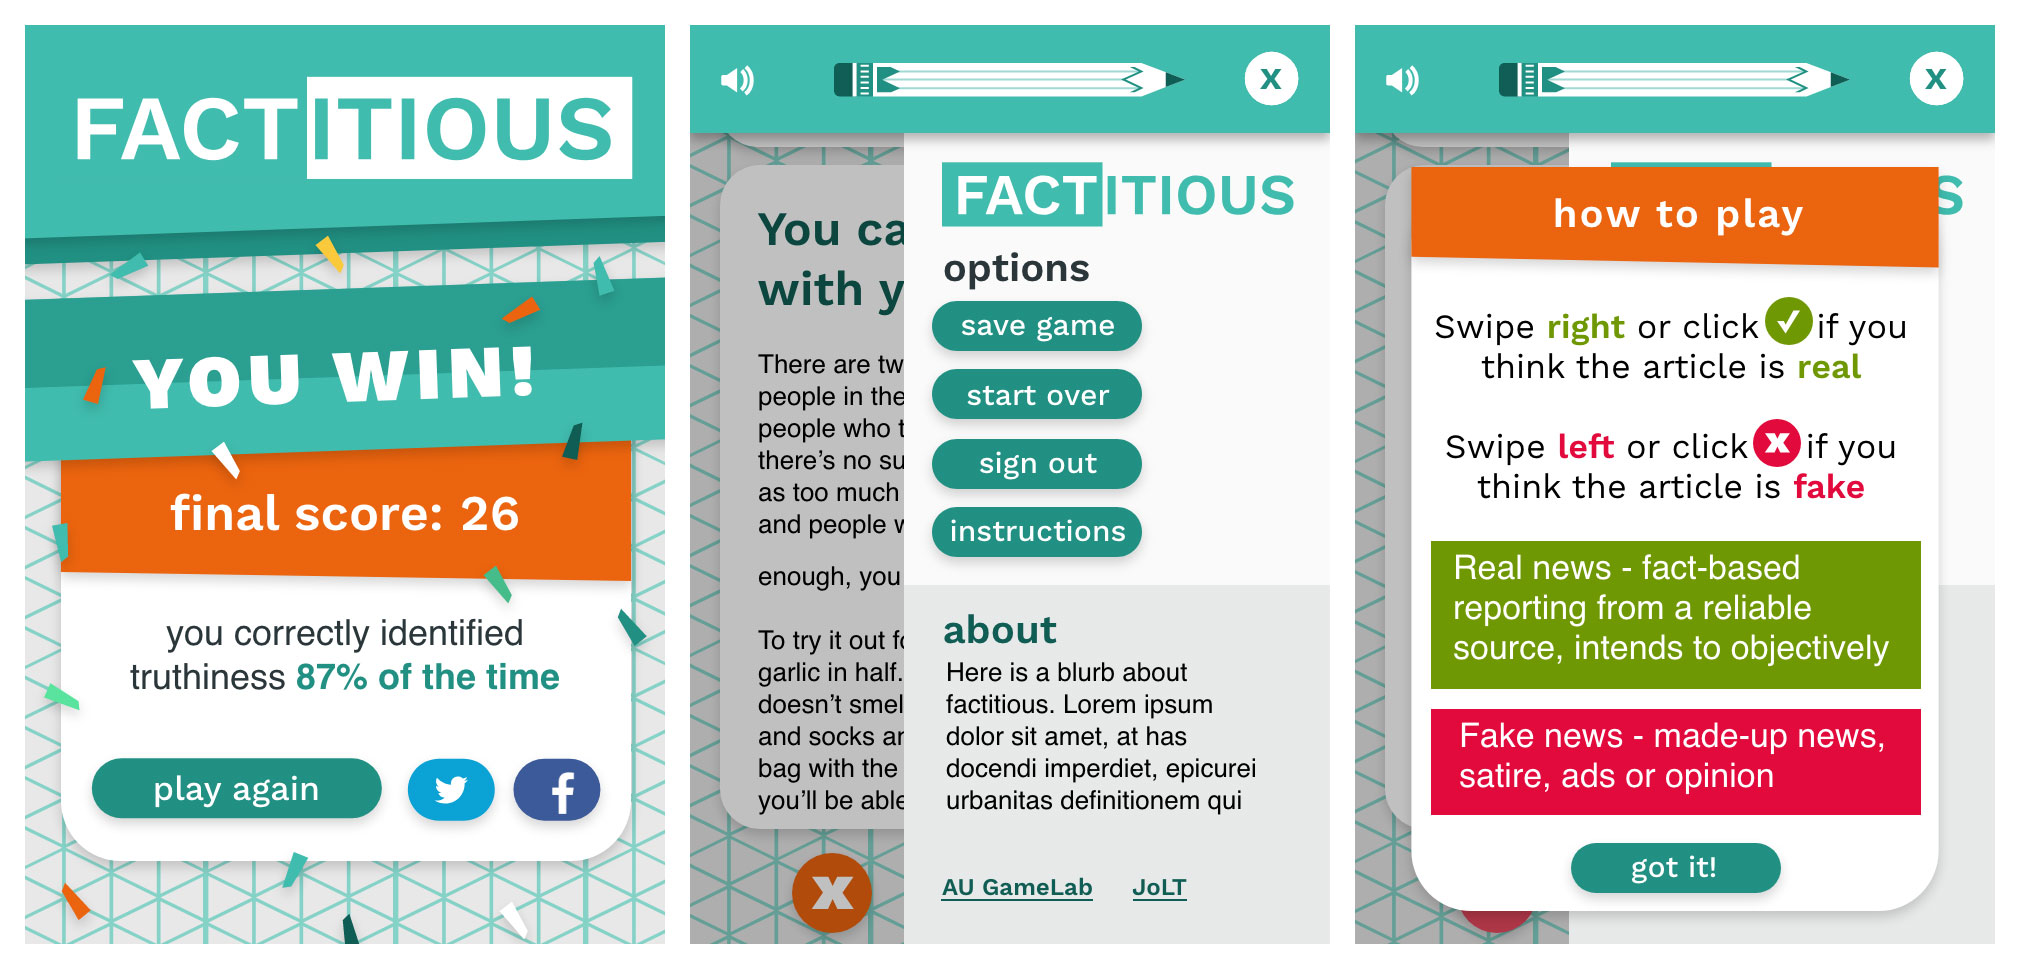 FACTITIOUS
YOU WIN!
final score: 26
you correctly identified
truthiness 87% of the time
play again
X
You ca
with y
There are tw
people in the
people who t
there's no su
as too much
and people w
enough, you
To try it out fo
garlic in half.
doesn't smel
and socks an
bag with the
you'll be able
FACTITIOUS
options
save game
start over
sign out
instructions
about
Here is a blurb about
factitious. Lorem ipsum
dolor sit amet, at has
docendi imperdiet, epicurei
urbanitas definitionem qui
AU GameLab JoLT
X
S
how to play
Swipe right or click if you
think the article is real
Swipe left or click X if you
think the article is fake
Real news - fact-based
reporting from a reliable
source, intends to objectively
Fake news - made-up news,
satire, ads or opinion
got it!